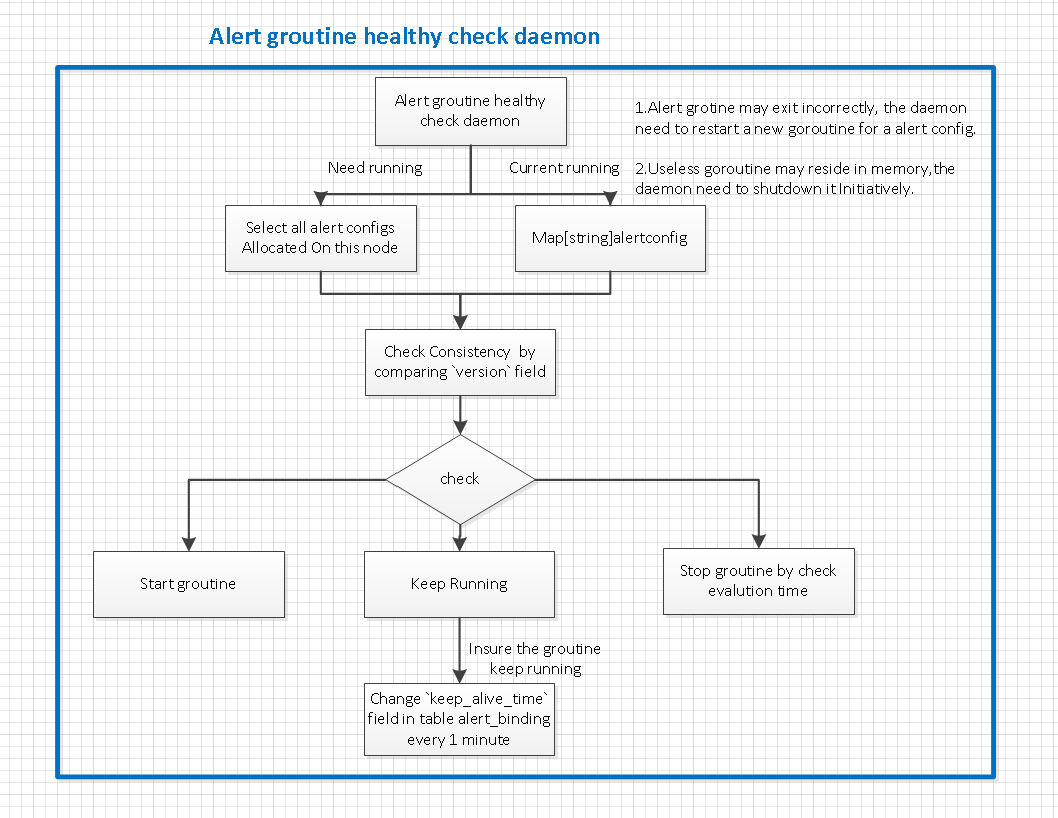 Alert groutine healthy check daemon
Alert groutine healthy
check daemon
1.Alert grotine may exit incorrectly, the daemon
need to restart a new goroutine for a alert config.
2.Useless goroutine may reside in memory,the
daemon need to shutdown it Initiatively.
Need running
Current running
Select all alert configs
Allocated On this node
Map[string]alertconfig
Check Consistency by
comparing `version` field
check
Start groutine
Keep Running
Stop groutine by check
evalution time
Insure the groutine
keep running
Change `keep_alive_time`
field in table alert_binding
every 1 minute